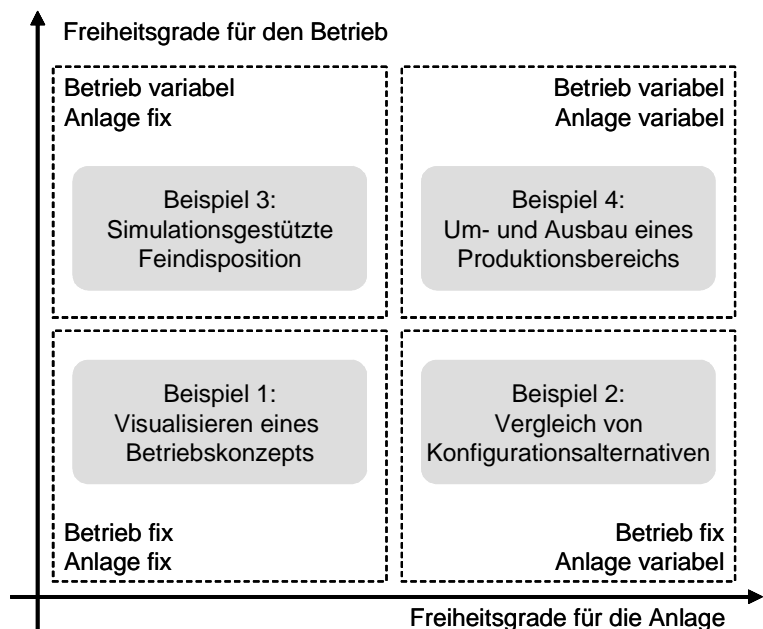 Freiheitsgrade für den Betrieb
Betrieb variabel
Anlage fix
Betrieb variabel
Anlage variabel
Beispiel 3:
Simulationsgestützte
Feindisposition
Beispiel 4:
Um- und Ausbau eines
Produktionsbereichs
Beispiel 1:
Visualisieren eines
Betriebskonzepts
Beispiel 2:
Vergleich von
Konfigurationsalternativen
Betrieb fix
Anlage fix
Betrieb fix
Anlage variabel
Freiheitsgrade für die Anlage